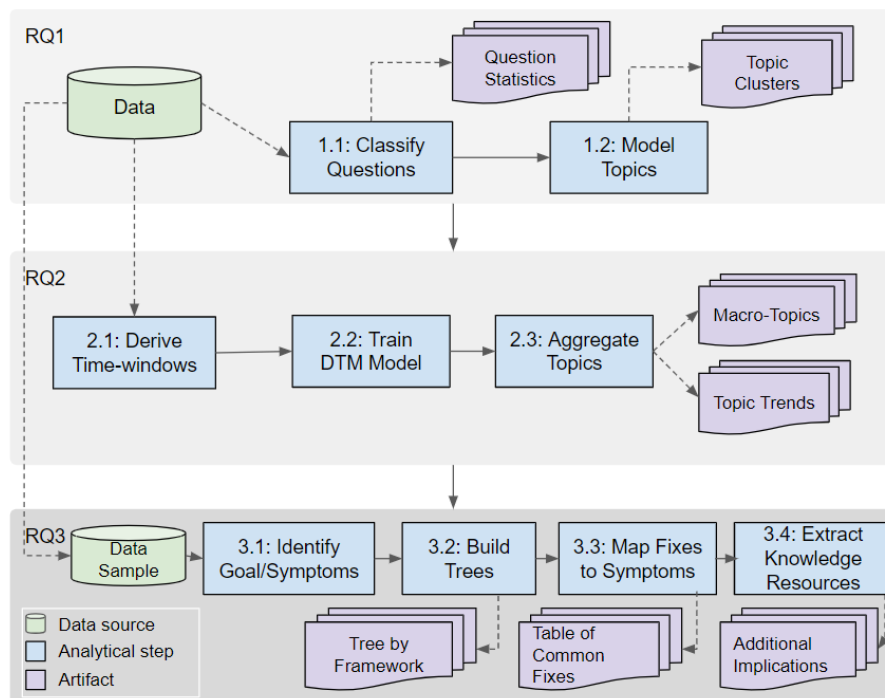 RQ1
Data
Question
Statistics
Topic
Clusters
1.1: Classify
Questions
1.2: Model
Topics
RQ2
2.1: Derive
Time-windows
2.2: Train
DTM Model
2.3: Aggregate
Topics
Macro-Topics
Topic Trends
RQ3
Data
Sample
3.1: Identify
Goal/Symptoms
3.2: Build
Trees
3.3: Map Fixes
to Symptoms
3.4: Extract
Knowledge
Resources
Data source
Analytical step
Artifact
Tree by
Framework
Table of
Common
Fixes
Additional
Implications